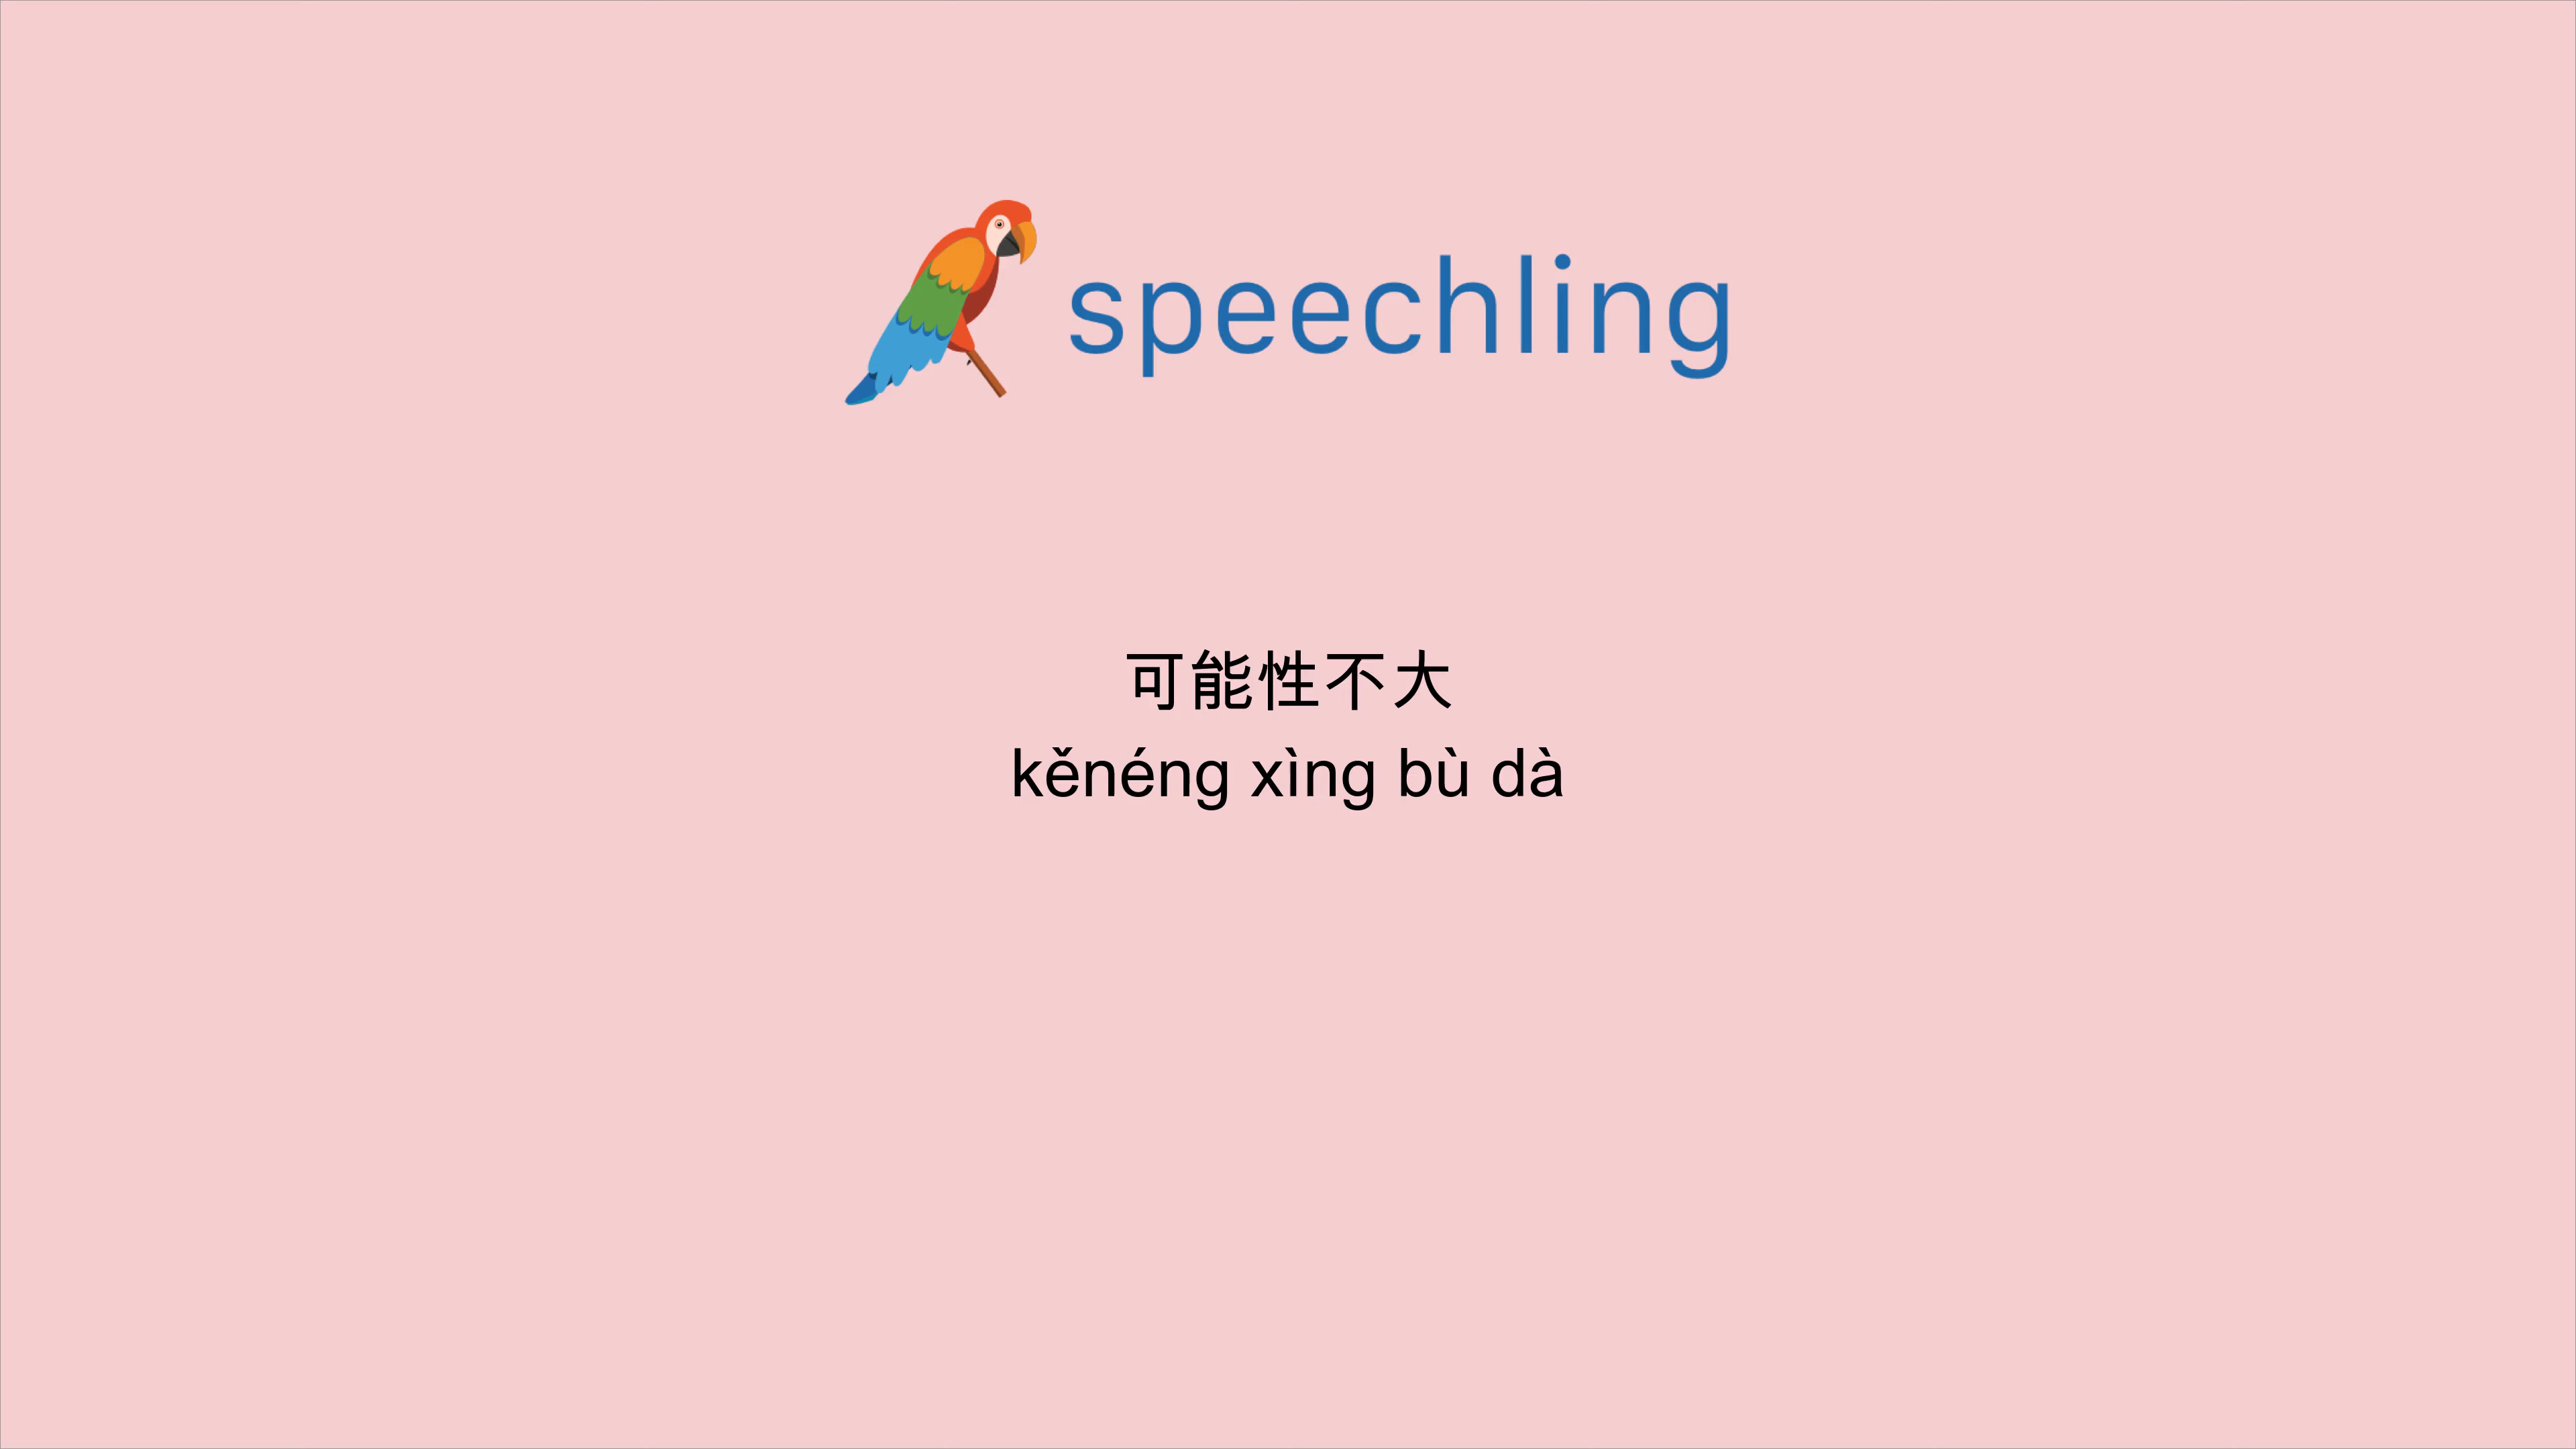 speechling
可能性不大
kěnéng xìng bù dà